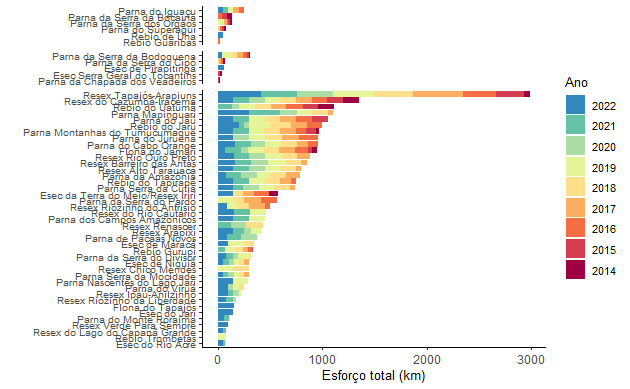 Parna do Iguaçu
Parna da Serra da Bocaina
Parna da Serra dos Órgãos
Parna do Superagui
Rebio de Una
Rebio Guaribas
Parna da Serra da Bodoquena
Parna da Serra do Cipó
Esec de Pirapitinga
Esec Serra Geral do Tocantins
Parna da Chapada dos Veadeiros
Resex Tapajós-Arapiuns
Resex do Cazumbá-Iracema
Rebio do Uatumã
Parna Mapinguari
Parna do Jaú
Rebio do Jaru
Parna Montanhas do Tumucumaque
Parna do Juruena
Parna do Cabo Orange
Flona do Jamari
Resex Rio Ouro Preto
Resex Barreiro das Antas
Resex Alto Tarauacá
Parna da Amazônia
Rebio do Tapirapé
Parna Serra da Cutia
Esec da Terra do Meio/Resex Iriri
Parna da Serra do Pardo
Resex Riozinho do Anfrísio
Resex do Rio Cautário
Parna dos Campos Amazônicos
Resex Renascer
Resex Arapixi
Parna de Pacaás Novos
Esec de Maracá
Rebio Gurupi
Parna da Serra do Divisor
Esec de Niquiá
Resex Chico Mendes
Parna Serra da Mocidade
Parna Nascentes do Lago Jari
Parna do Viruá
Resex Ipaú-Anilzinho
Resex Riozinho da Liberdade
Flona do Tapajós
Esec do Jari
Parna do Monte Roraima
Resex Verde Para Sempre
Resex do Lago do Capanã Grande
Rebio Trombetas
Esec do Rio Acre
0 1000 2000 3000
Esforço total (km)
Ano
2022
2021
2020
2019
2018
2017
2016
2015
2014